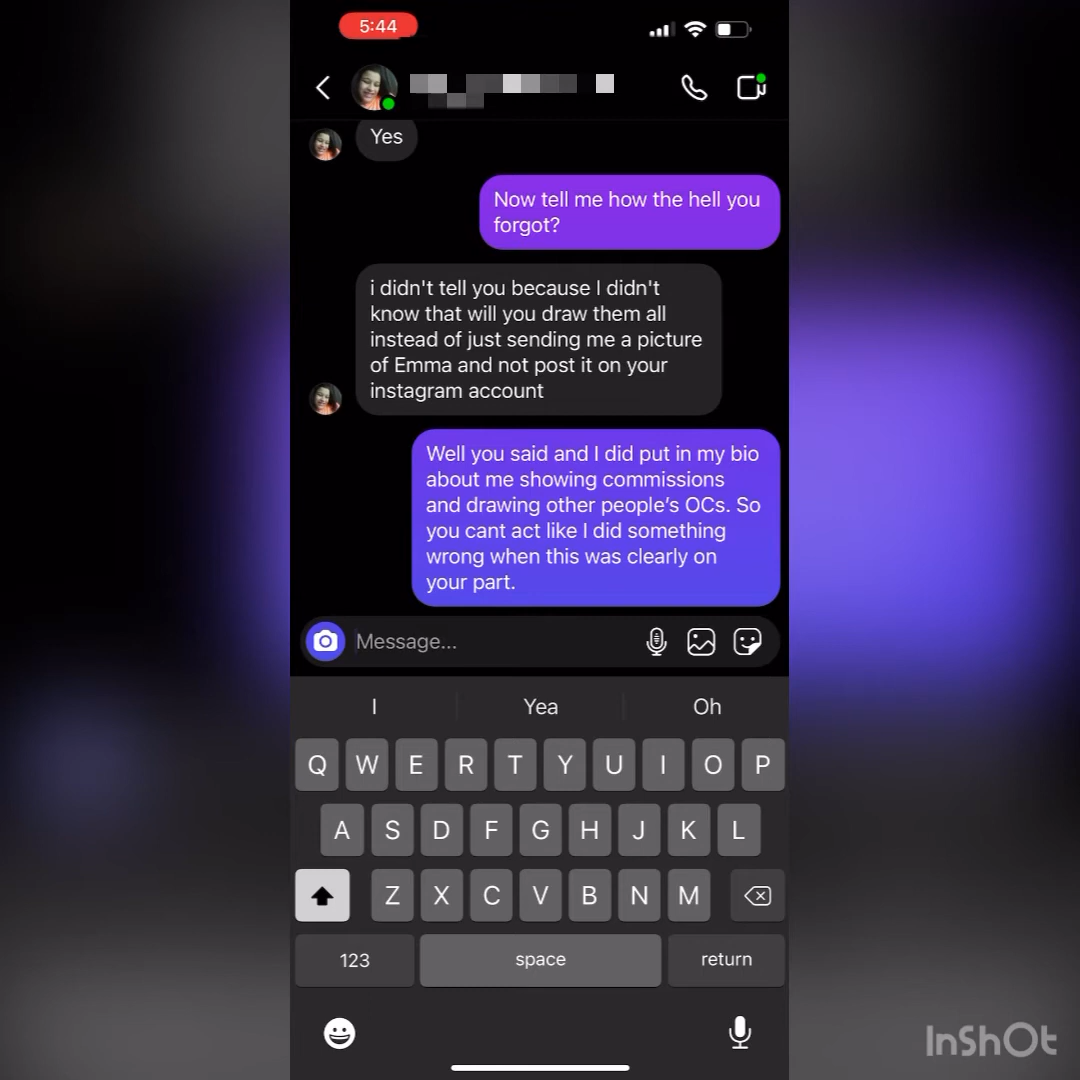 5:44
Yes
Now tell me how the hell you
forgot?
i didn't tell you because I didn't
know that will you draw them all
instead of just sending me a picture
of Emma and not post it on your
instagram account
Well you said and I did put in my bio
about me showing commissions
and drawing other people's OCs. So
you cant act like I did something
wrong when this was clearly on
your part.
Message...
I Yea Oh
Q W E R T Y U I O P
A S D F G H J K L
Z X C V B N M
123 space return
InShOt